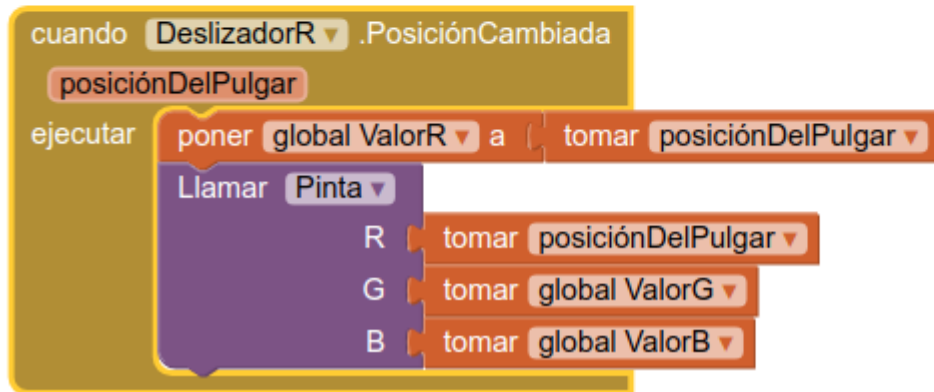 cuando DeslizadorR .PosiciónCambiada
posiciónDelPulgar
ejecutar poner global ValorR a tomar posiciónDelPulgar
Llamar Pinta
R tomar posiciónDelPulgar
G tomar global ValorG
B tomar global ValorB